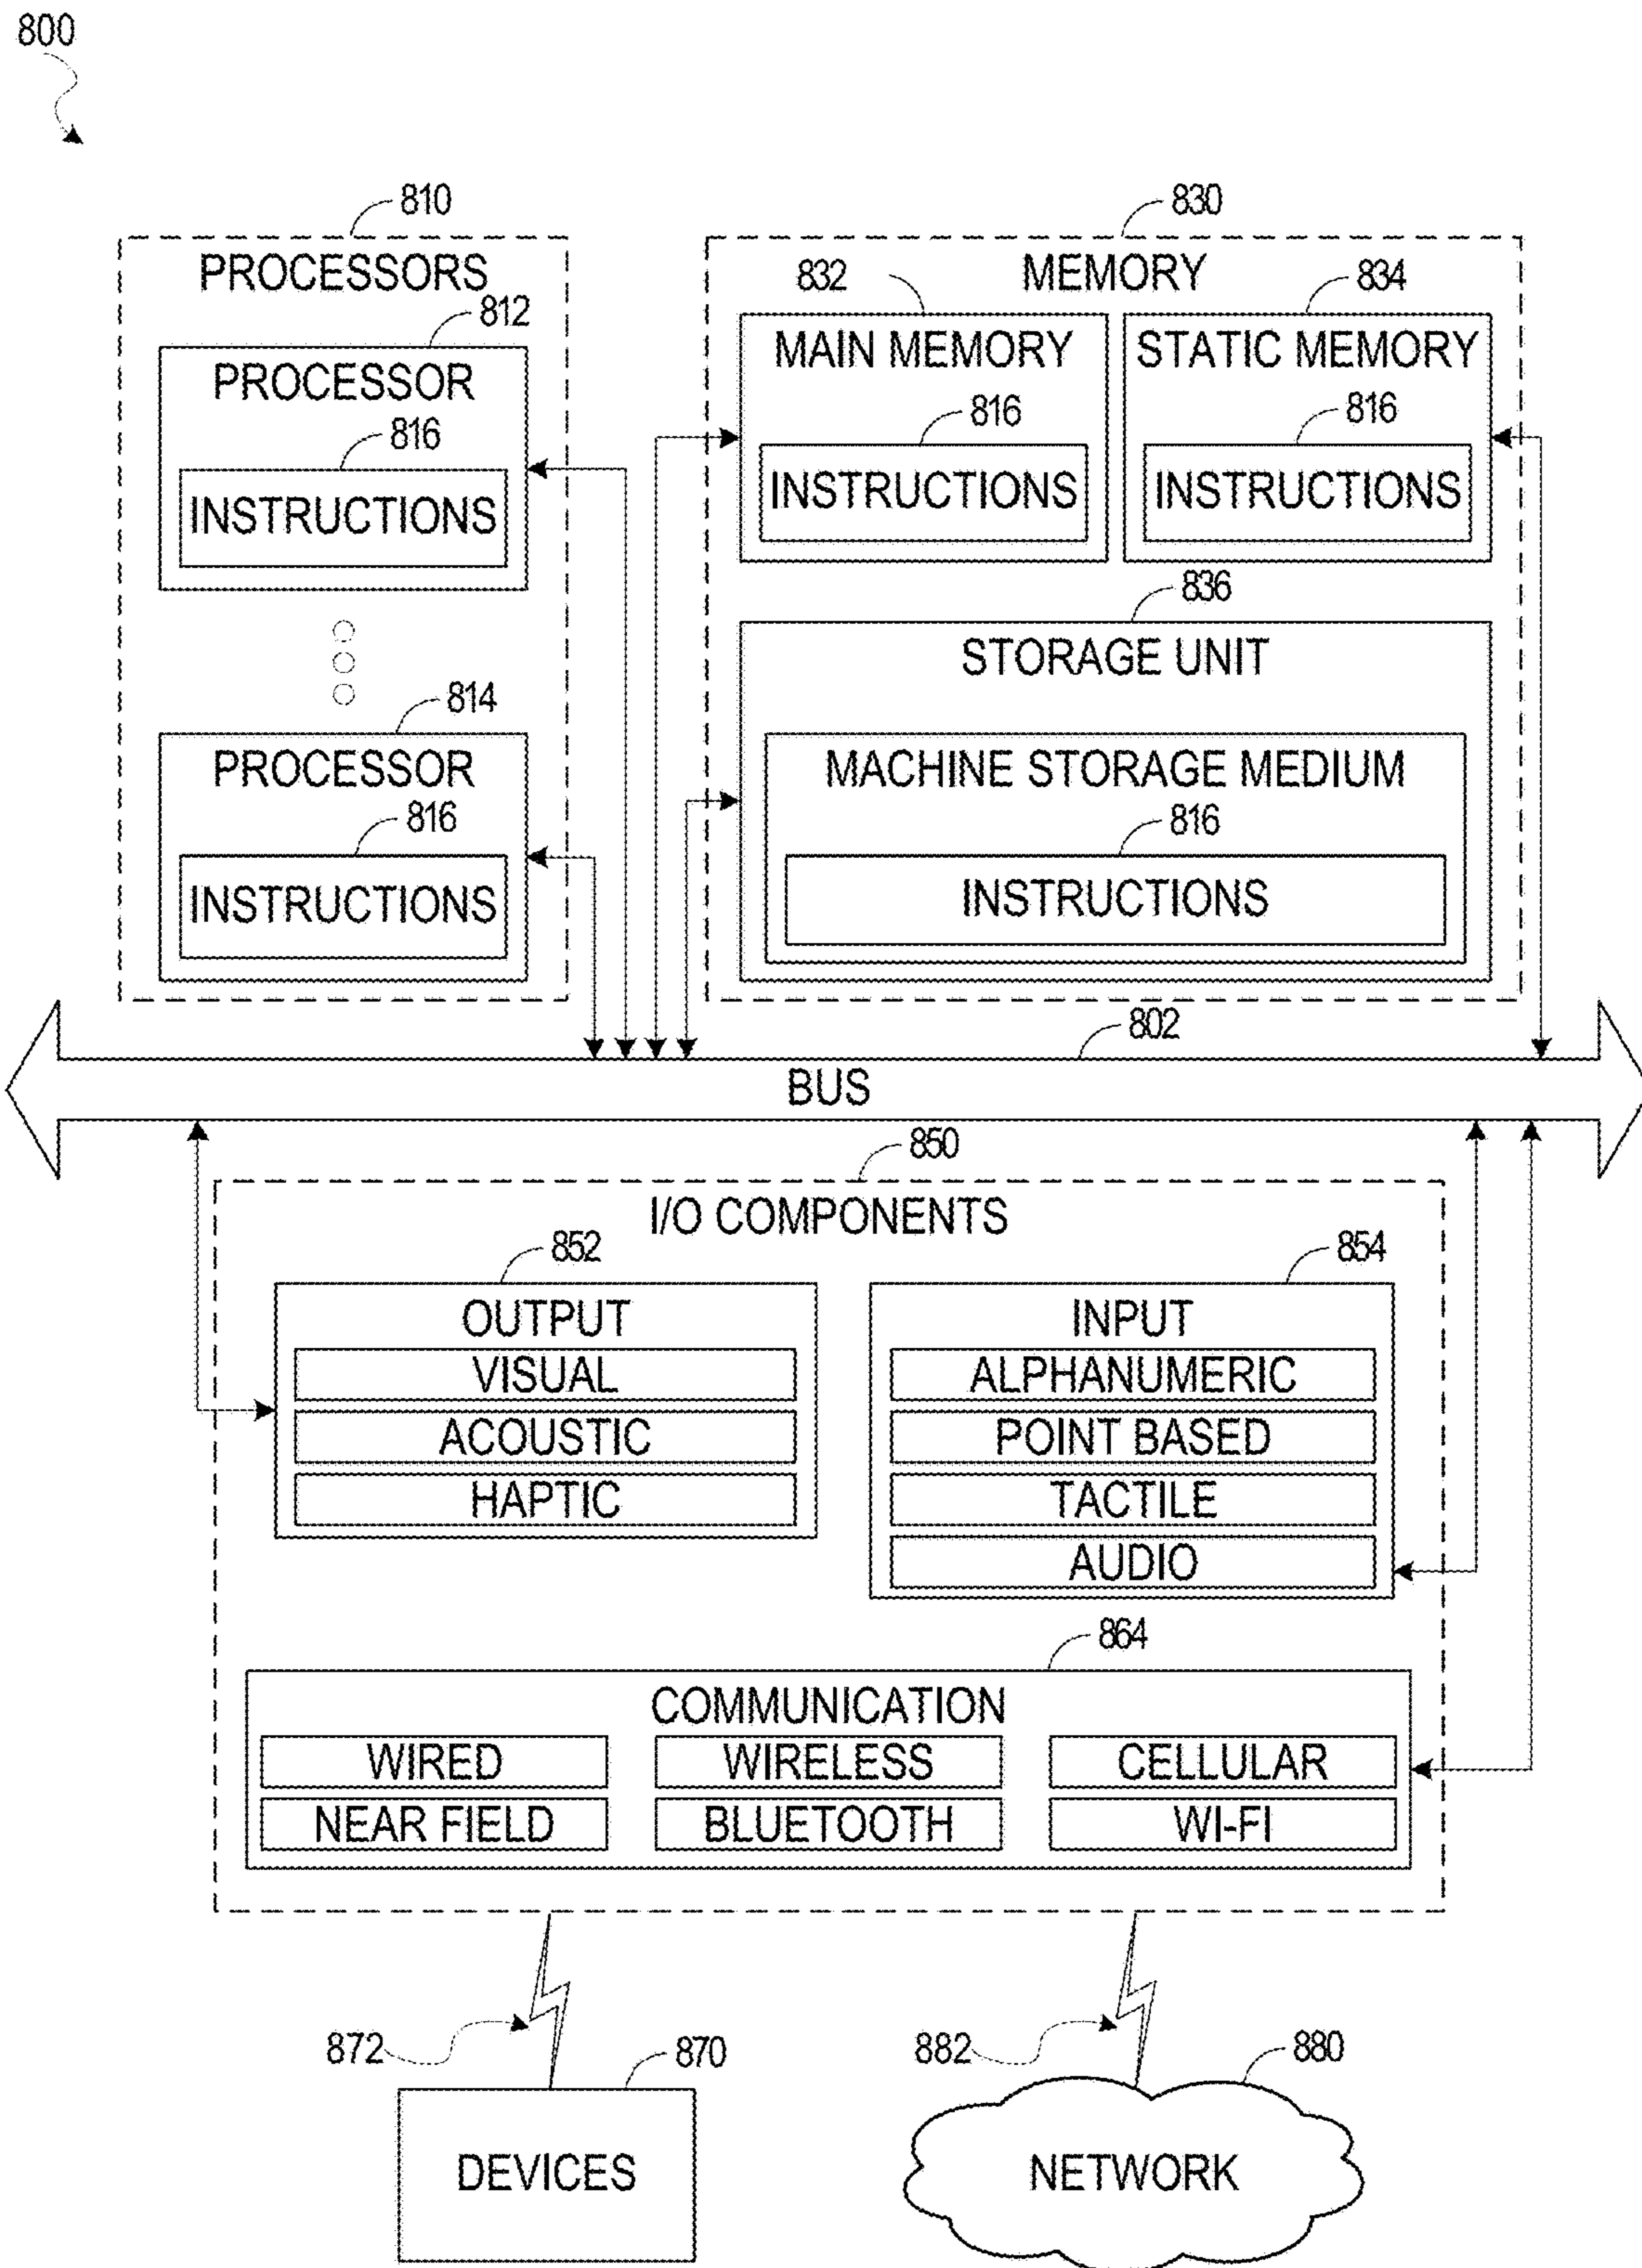 800
810
PROCESSORS
812
PROCESSOR
816
INSTRUCTIONS
814
PROCESSOR
816
INSTRUCTIONS
830
MEMORY
832
MAIN MEMORY
816
INSTRUCTIONS
834
STATIC MEMORY
816
INSTRUCTIONS
836
STORAGE UNIT
MACHINE STORAGE MEDIUM
816
INSTRUCTIONS
802
BUS
850
I/O COMPONENTS
852
OUTPUT
VISUAL
ACOUSTIC
HAPTIC
854
INPUT
ALPHANUMERIC
POINT BASED
TACTILE
AUDIO
864
COMMUNICATION
WIRED
WIRELESS
CELLULAR
NEAR FIELD
BLUETOOTH
WI-FI
872
870
DEVICES
882
880
NETWORK